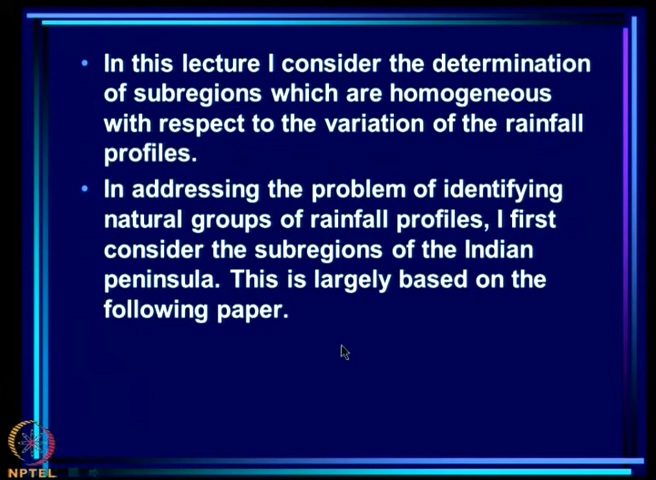 • In this lecture I consider the determination
of subregions which are homogeneous
with respect to the variation of the rainfall
profiles.
• In addressing the problem of identifying
natural groups of rainfall profiles, I first
consider the subregions of the Indian
peninsula. This is largely based on the
following paper.
NPTEL